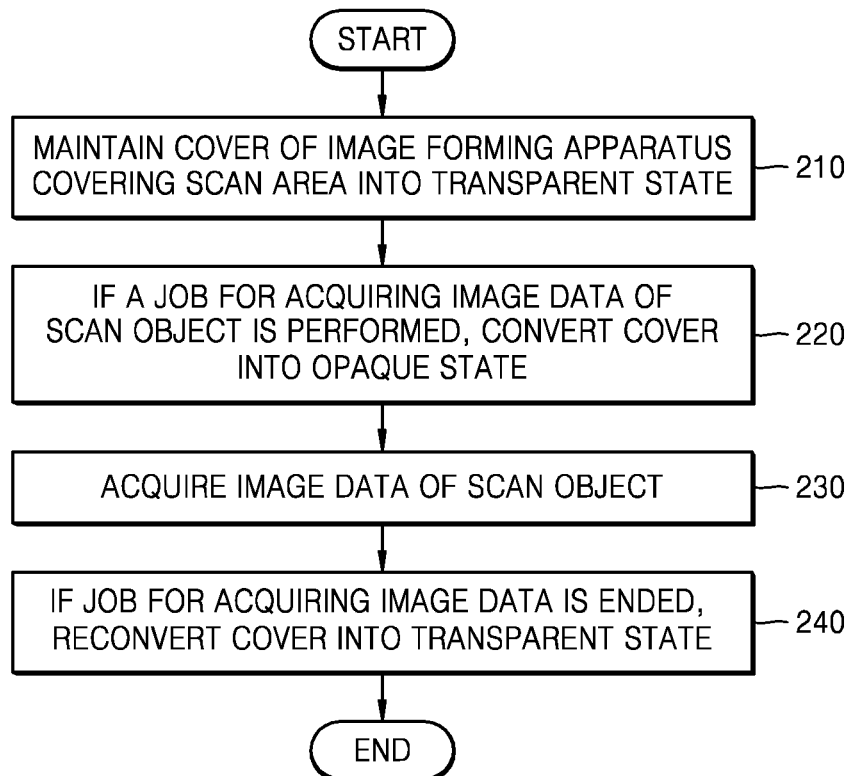 START
MAINTAIN COVER OF IMAGE FORMING APPARATUS
COVERING SCAN AREA INTO TRANSPARENT STATE
210
IF A JOB FOR ACQUIRING IMAGE DATA OF
SCAN OBJECT IS PERFORMED, CONVERT COVER
INTO OPAQUE STATE
220
ACQUIRE IMAGE DATA OF SCAN OBJECT
230
IF JOB FOR ACQUIRING IMAGE DATA IS ENDED,
RECONVERT COVER INTO TRANSPARENT STATE
240
END